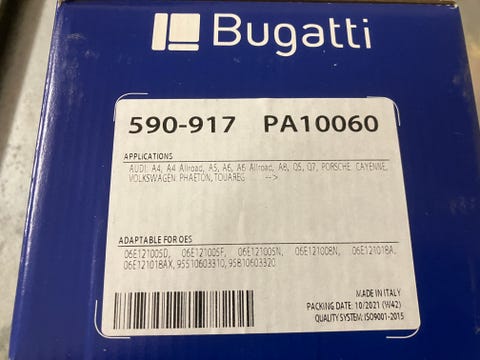 Bugatti
590-917 PA10060
APPLICATIONS
AUDI: A4, A4 Allroad, A5, A6, A6 Allroad, A8, Q5, Q7, PORSCHE: CAYENNE,
VOLKSWAGEN: PHAETON, TOUAREG ... -->
ADAPTABLE FOR OES
06E121005D, 06E121005F, 06E121005N, 06E121008N, 06E121018A,
06E121018AX, 95510603310, 95810603320
MADE IN ITALY
PACKING DATE: 10/2021 (W42)
QUALITY SYSTEM: ISO9001-2015